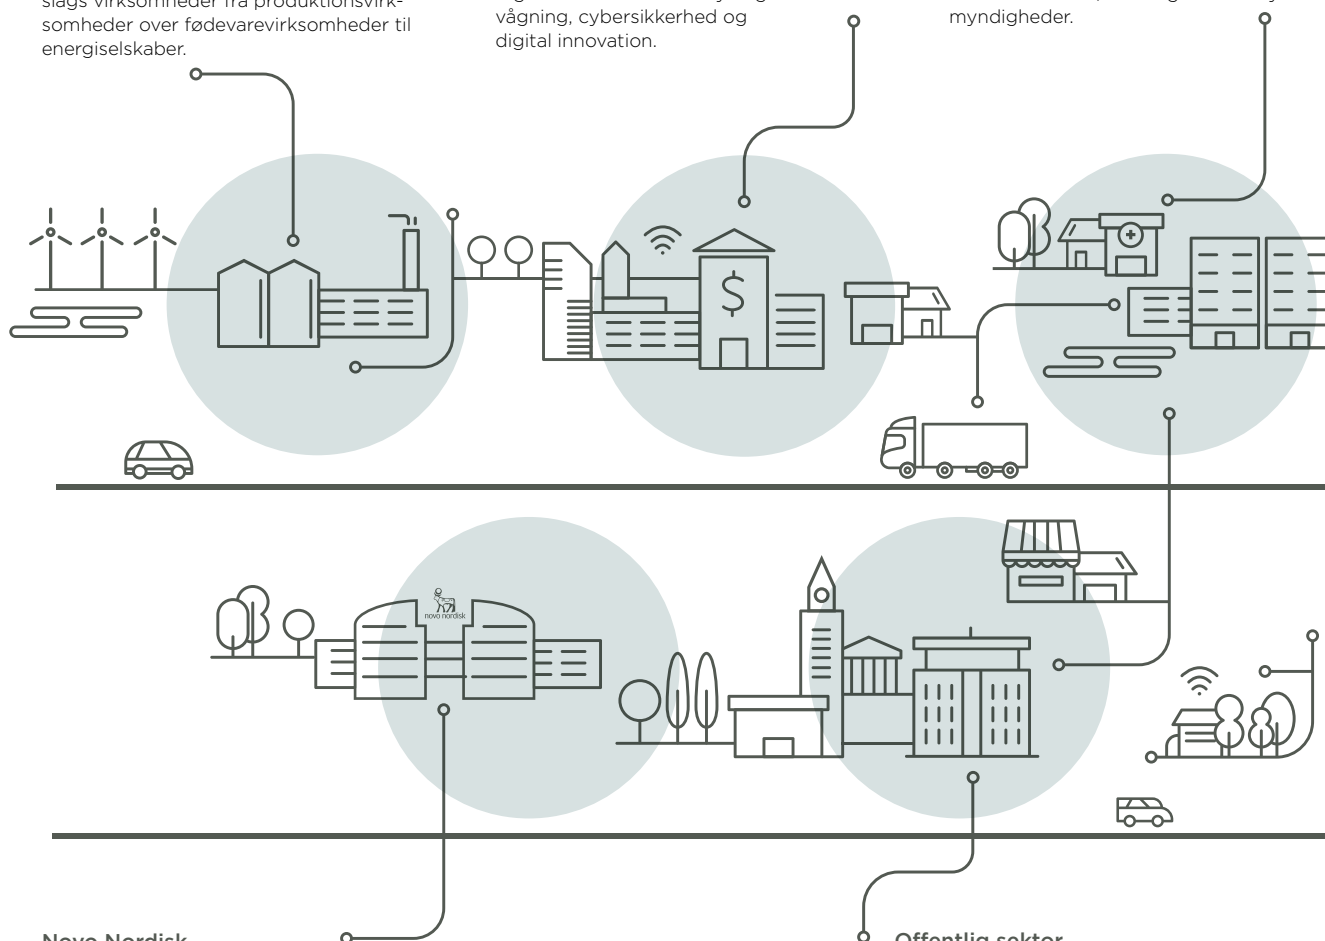 slags virksomheder fra produktionsvirk-
somheder over fødevarevirksomheder til
energiselskaber.
vågning, cybersikkerhed og
digital innovation.
myndigheder.
$
novo nordisk
Novo Nordisk
Offentlig sektor